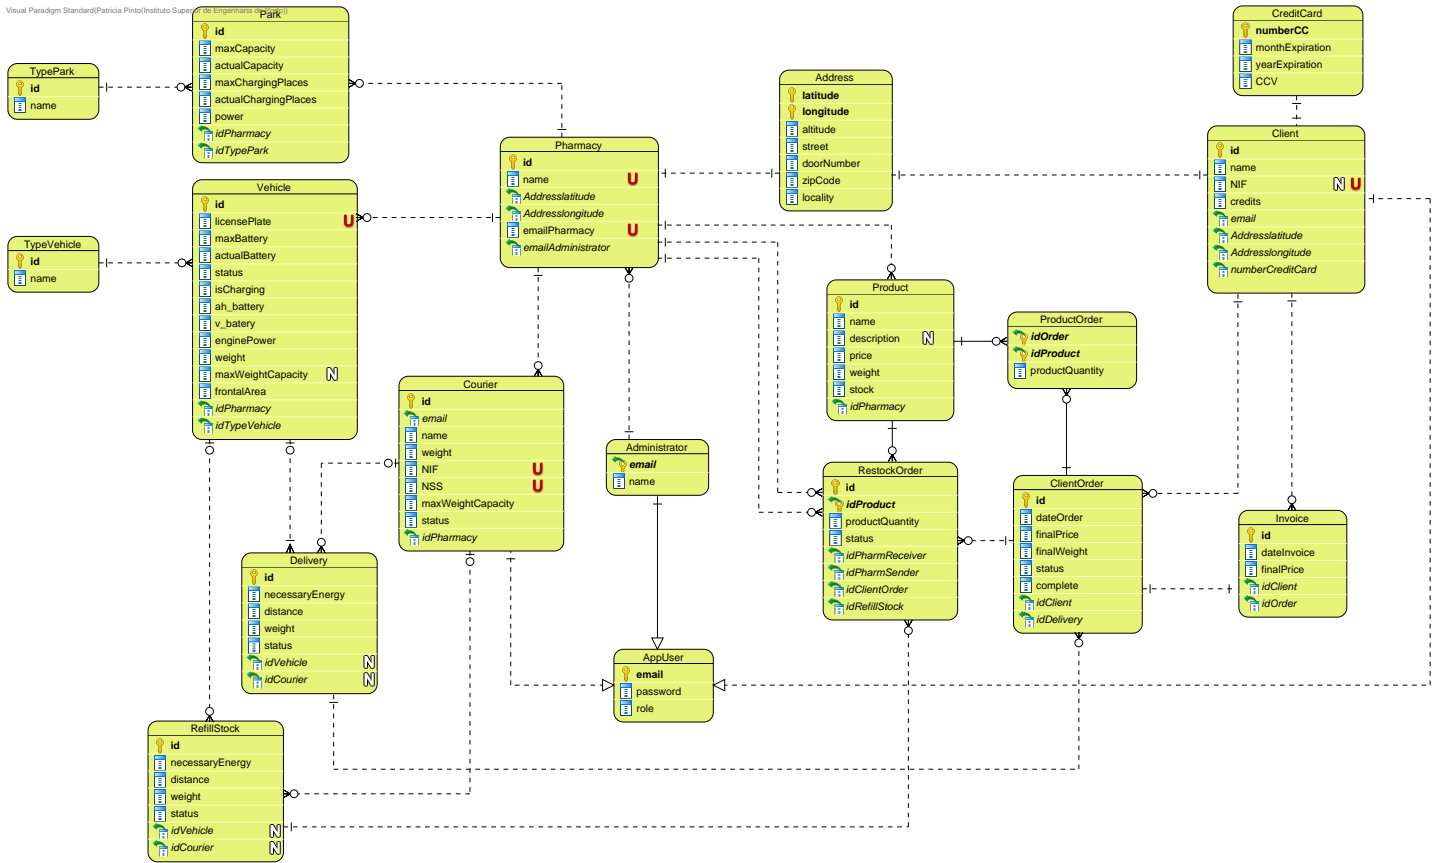 Visual Paradigm Standard(Patricia Pinto(Instituto Superior de Engenharia do Porto))
Park
id
maxCapacity
actualCapacity
maxChargingPlaces
actualChargingPlaces
power
idPharmacy
idTypePark
TypePark
id
name
Vehicle
id
licensePlate U
maxBattery
actualBattery
status
isCharging
ah_battery
v_batery
enginePower
weight
maxWeightCapacity N
frontalArea
idPharmacy
idTypeVehicle
TypeVehicle
id
name
Pharmacy
id
name U
Addresslatitude
Addresslongitude
emailPharmacy U
emailAdministrator
Address
latitude
longitude
altitude
street
doorNumber
zipCode
locality
CreditCard
numberCC
monthExpiration
yearExpiration
CCV
Client
id
name
NIF N U
credits
email
Addresslatitude
Addresslongitude
numberCreditCard
Product
id
name
description N
price
weight
stock
idPharmacy
ProductOrder
idOrder
idProduct
productQuantity
Courier
id
email
name
weight
NIF U
NSS U
maxWeightCapacity
status
idPharmacy
Administrator
email
name
RestockOrder
id
idProduct
productQuantity
status
idPharmReceiver
idPharmSender
idClientOrder
idRefillStock
ClientOrder
id
dateOrder
finalPrice
finalWeight
status
complete
idClient
idDelivery
Invoice
id
dateInvoice
finalPrice
idClient
idOrder
Delivery
id
necessaryEnergy
distance
weight
status
idVehicle N
idCourier N
AppUser
email
password
role
RefillStock
id
necessaryEnergy
distance
weight
status
idVehicle N
idCourier N